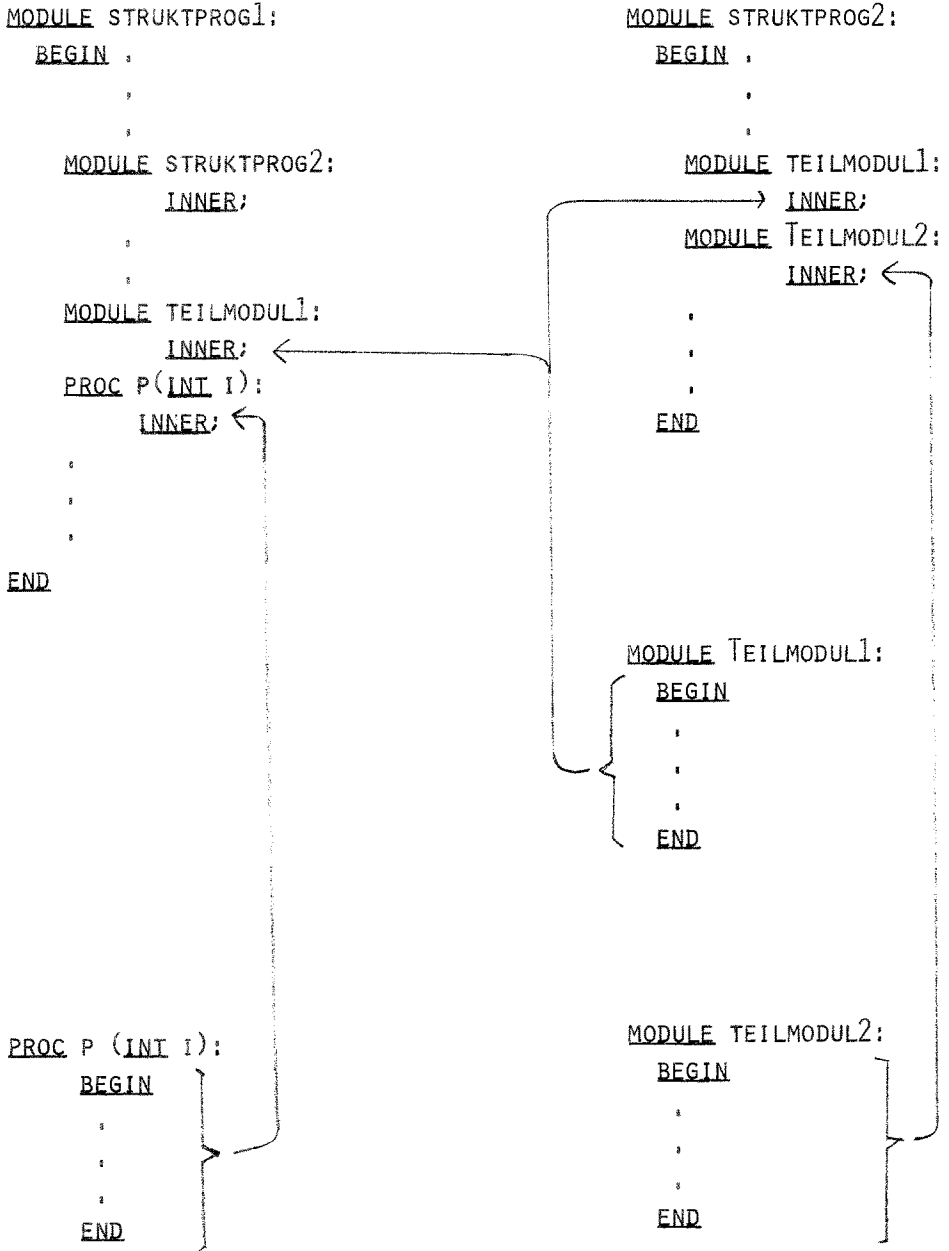 MODULE STRUKTPROG1:
BEGIN .
.
.
MODULE STRUKTPROG2:
INNER;
.
.
MODULE TEILMODUL1:
INNER;
PROC P(INT I):
INNER;
.
.
.
END
PROC P (INT I):
BEGIN
.
.
.
END
MODULE STRUKTPROG2:
BEGIN .
.
.
MODULE TEILMODUL1:
INNER;
MODULE TEILMODUL2:
INNER;
.
.
.
END
MODULE TEILMODUL1:
BEGIN
.
.
.
END
MODULE TEILMODUL2:
BEGIN
.
.
.
END